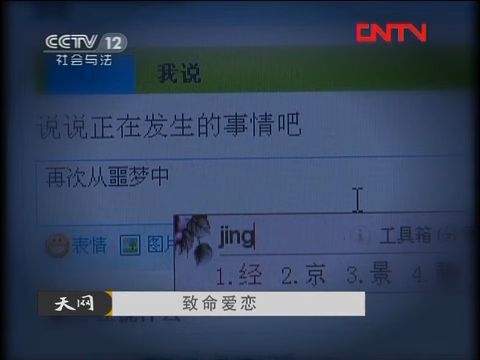 CCTV 12
社会与法
CNTV
我说
说说正在发生的事情吧
再次从噩梦中
jing
表情 图片 工具箱(分号
1.经 2.京 3.景 4.
天网 致命爱恋